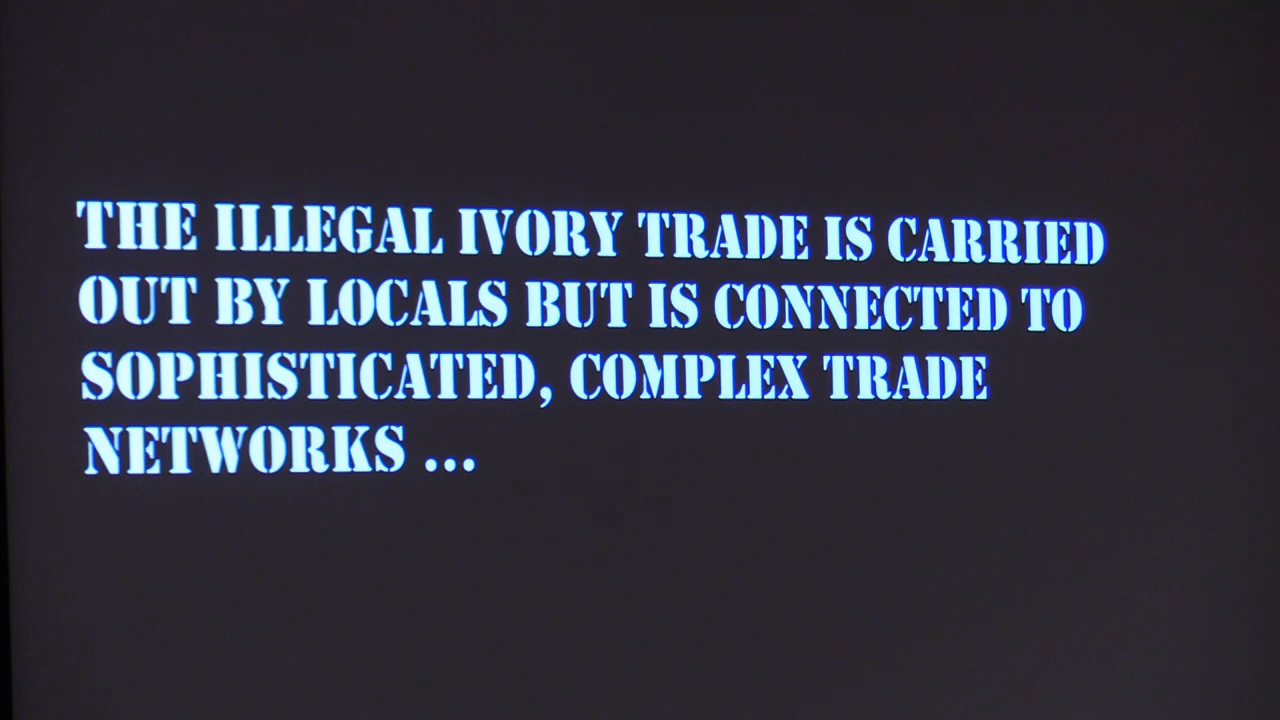 THE ILLEGAL IVORY TRADE IS CARRIED
OUT BY LOCALS BUT IS CONNECTED TO
SOPHISTICATED, COMPLEX TRADE
NETWORKS ...